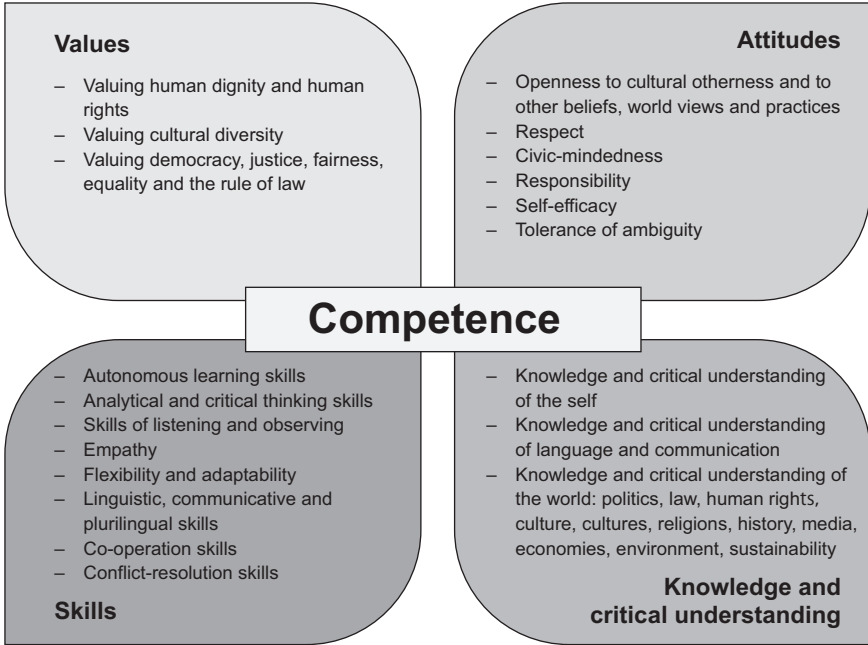 Values
– Valuing human dignity and human
rights
– Valuing cultural diversity
– Valuing democracy, justice, fairness,
equality and the rule of law
Attitudes
– Openness to cultural otherness and to
other beliefs, world views and practices
– Respect
– Civic-mindedness
– Responsibility
– Self-efficacy
– Tolerance of ambiguity
Competence
– Autonomous learning skills
– Analytical and critical thinking skills
– Skills of listening and observing
– Empathy
– Flexibility and adaptability
– Linguistic, communicative and
plurilingual skills
– Co-operation skills
– Conflict-resolution skills
Skills
– Knowledge and critical understanding
of the self
– Knowledge and critical understanding
of language and communication
– Knowledge and critical understanding of
the world: politics, law, human rights,
culture, cultures, religions, history, media,
economies, environment, sustainability
Knowledge and
critical understanding